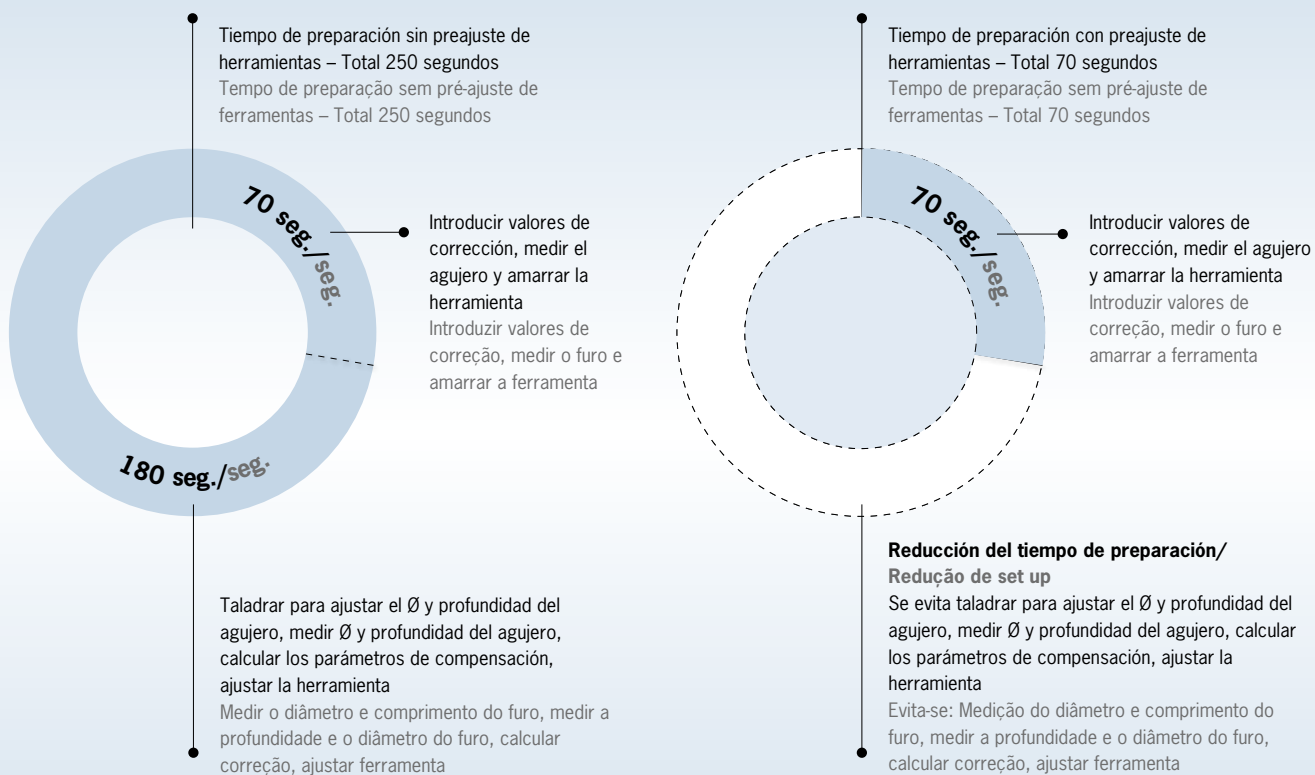 Tiempo de preparación sin preajuste de
herramientas – Total 250 segundos
Tempo de preparação sem pré-ajuste de
ferramentas – Total 250 segundos
70 seg./seg.
Introducir valores de
corrección, medir el
agujero y amarrar la
herramienta
Introduzir valores de
correção, medir o furo e
amarrar a ferramenta
180 seg./seg.
Taladrar para ajustar el Ø y profundidad del
agujero, medir Ø y profundidad del agujero,
calcular los parámetros de compensación,
ajustar la herramienta
Medir o diâmetro e comprimento do furo, medir a
profundidade e o diâmetro do furo, calcular
correção, ajustar ferramenta
Tiempo de preparación con preajuste de
herramientas – Total 70 segundos
Tempo de preparação sem pré-ajuste de
ferramentas – Total 70 segundos
70 seg./seg.
Introducir valores de
corrección, medir el agujero
y amarrar la herramienta
Introduzir valores de
correção, medir o furo e
amarrar a ferramenta
Reducción del tiempo de preparación/
Redução de set up
Se evita taladrar para ajustar el Ø y profundidad del
agujero, medir Ø y profundidad del agujero, calcular
los parámetros de compensación, ajustar la
herramienta
Evita-se: Medição do diâmetro e comprimento do
furo, medir a profundidade e o diâmetro do furo,
calcular correção, ajustar ferramenta